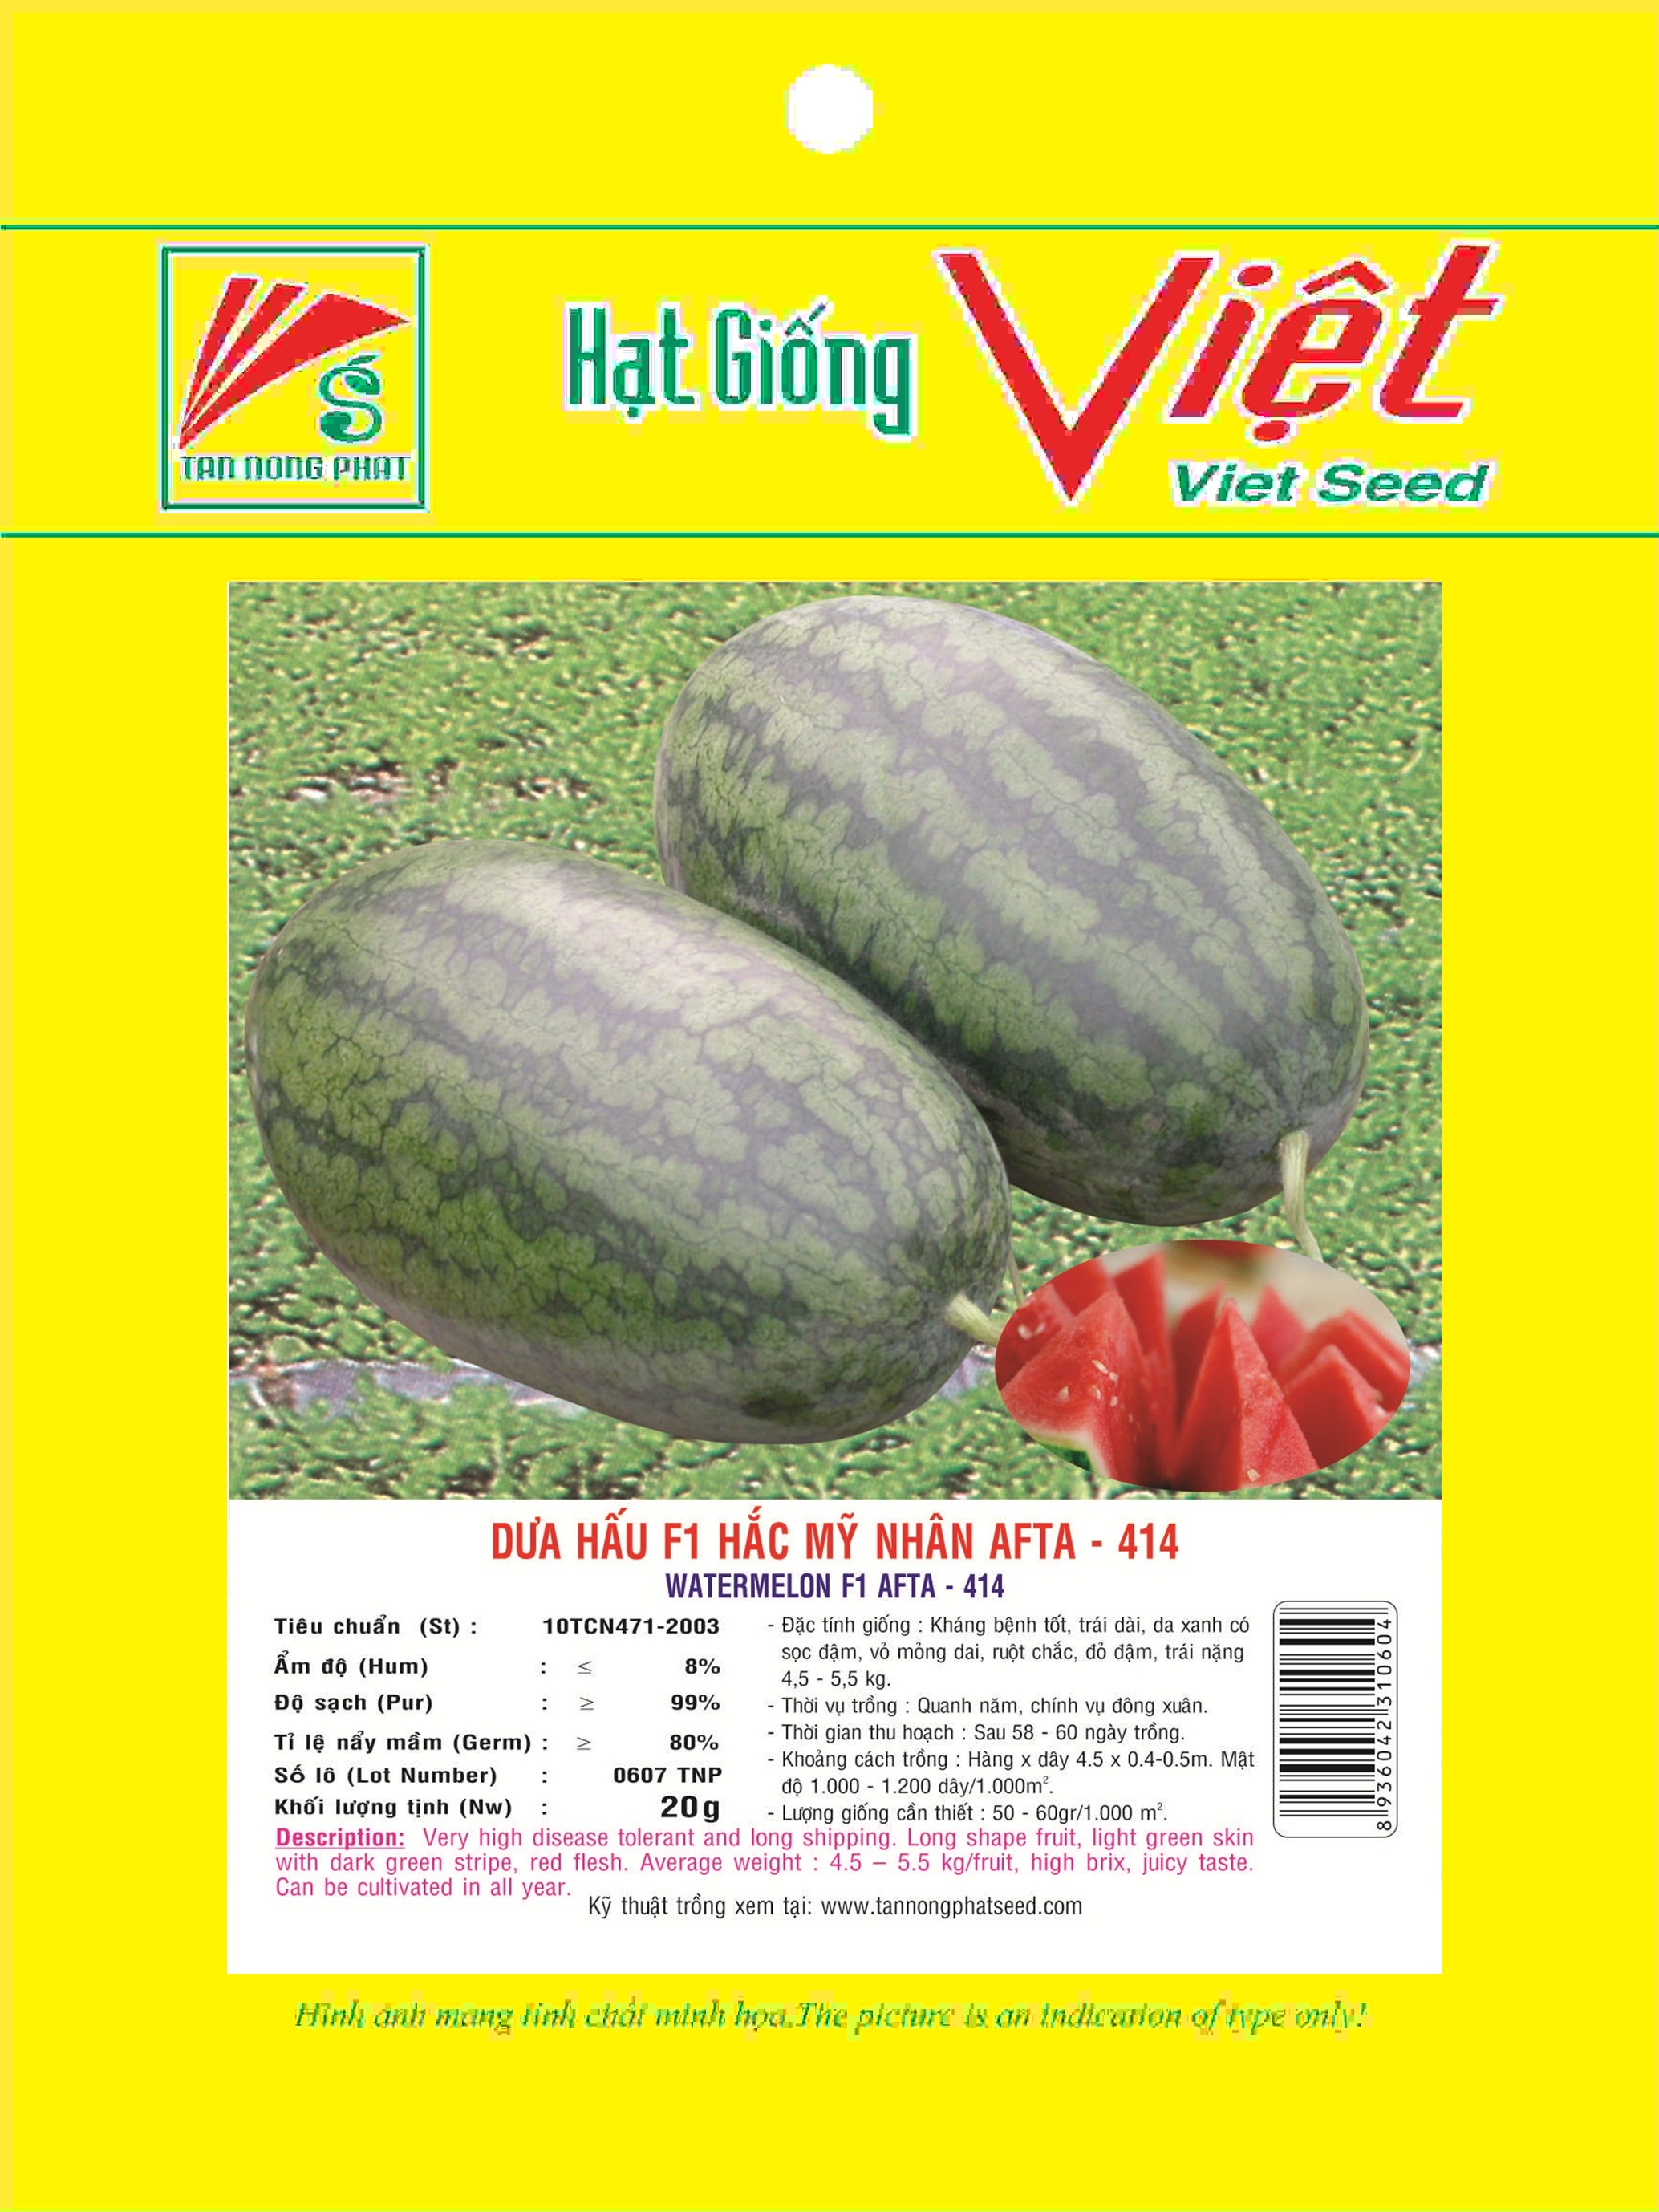 TAN NONG PHAT
Hạt Giống Việt
Viet Seed
DƯA HẤU F1 HẮC MỸ NHÂN AFTA - 414
WATERMELON F1 AFTA - 414
Tiêu chuẩn (St) : 10TCN471-2003
Ẩm độ (Hum) : ≤ 8%
Độ sạch (Pur) : ≥ 99%
Tỉ lệ nẩy mầm (Germ) : ≥ 80%
Số lô (Lot Number) : 0607 TNP
Khối lượng tịnh (Nw) : 20g
- Đặc tính giống : Kháng bệnh tốt, trái dài, da xanh có
sọc đậm, vỏ mỏng dai, ruột chắc, đỏ đậm, trái nặng
4,5 - 5,5 kg.
- Thời vụ trồng : Quanh năm, chính vụ đông xuân.
- Thời gian thu hoạch : Sau 58 - 60 ngày trồng.
- Khoảng cách trồng : Hàng x dây 4.5 x 0.4-0.5m. Mật
độ 1.000 - 1.200 dây/1.000m².
- Lượng giống cần thiết : 50 - 60gr/1.000 m².
8936042310604
Description: Very high disease tolerant and long shipping. Long shape fruit, light green skin
with dark green stripe, red flesh. Average weight : 4.5 – 5.5 kg/fruit, high brix, juicy taste.
Can be cultivated in all year.
Kỹ thuật trồng xem tại: www.tannongphatseed.com
Hình ảnh mang tính chất minh họa.The picture is an indication of type only!